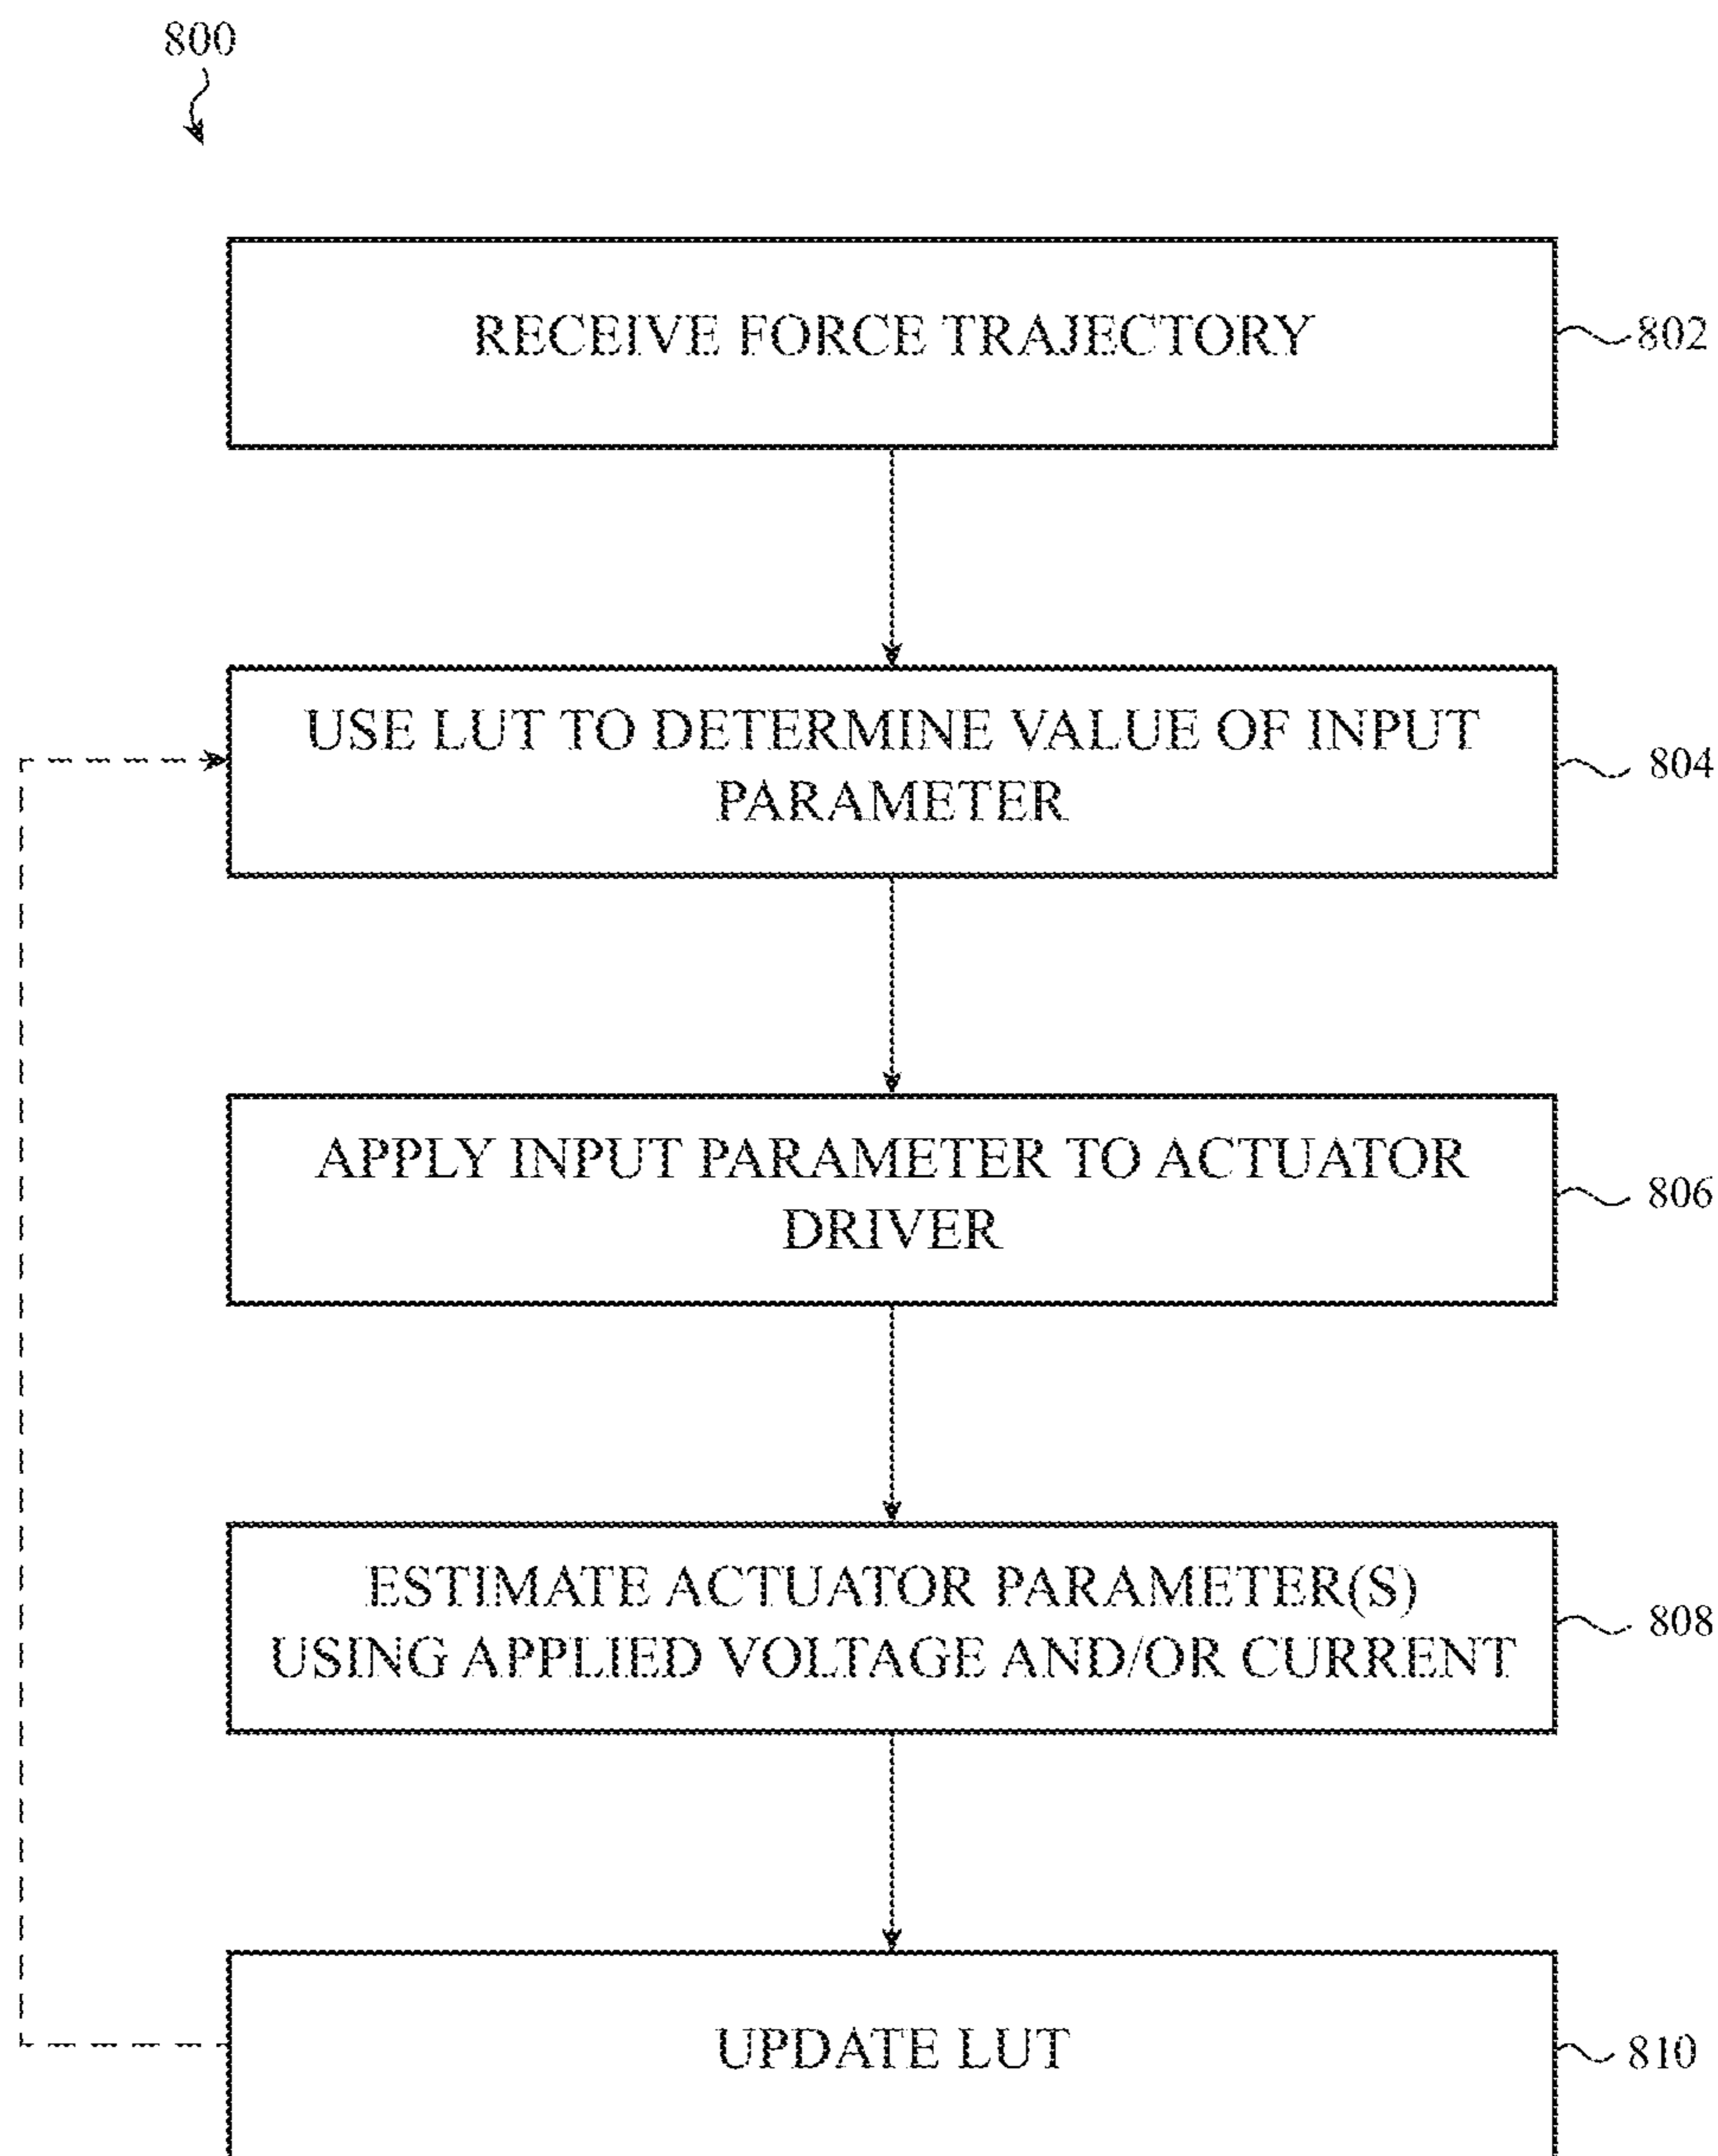 800
RECEIVE FORCE TRAJECTORY
802
USE LUT TO DETERMINE VALUE OF INPUT
PARAMETER
804
APPLY INPUT PARAMETER TO ACTUATOR
DRIVER
806
ESTIMATE ACTUATOR PARAMETER(S)
USING APPLIED VOLTAGE AND/OR CURRENT
808
UPDATE LUT
810